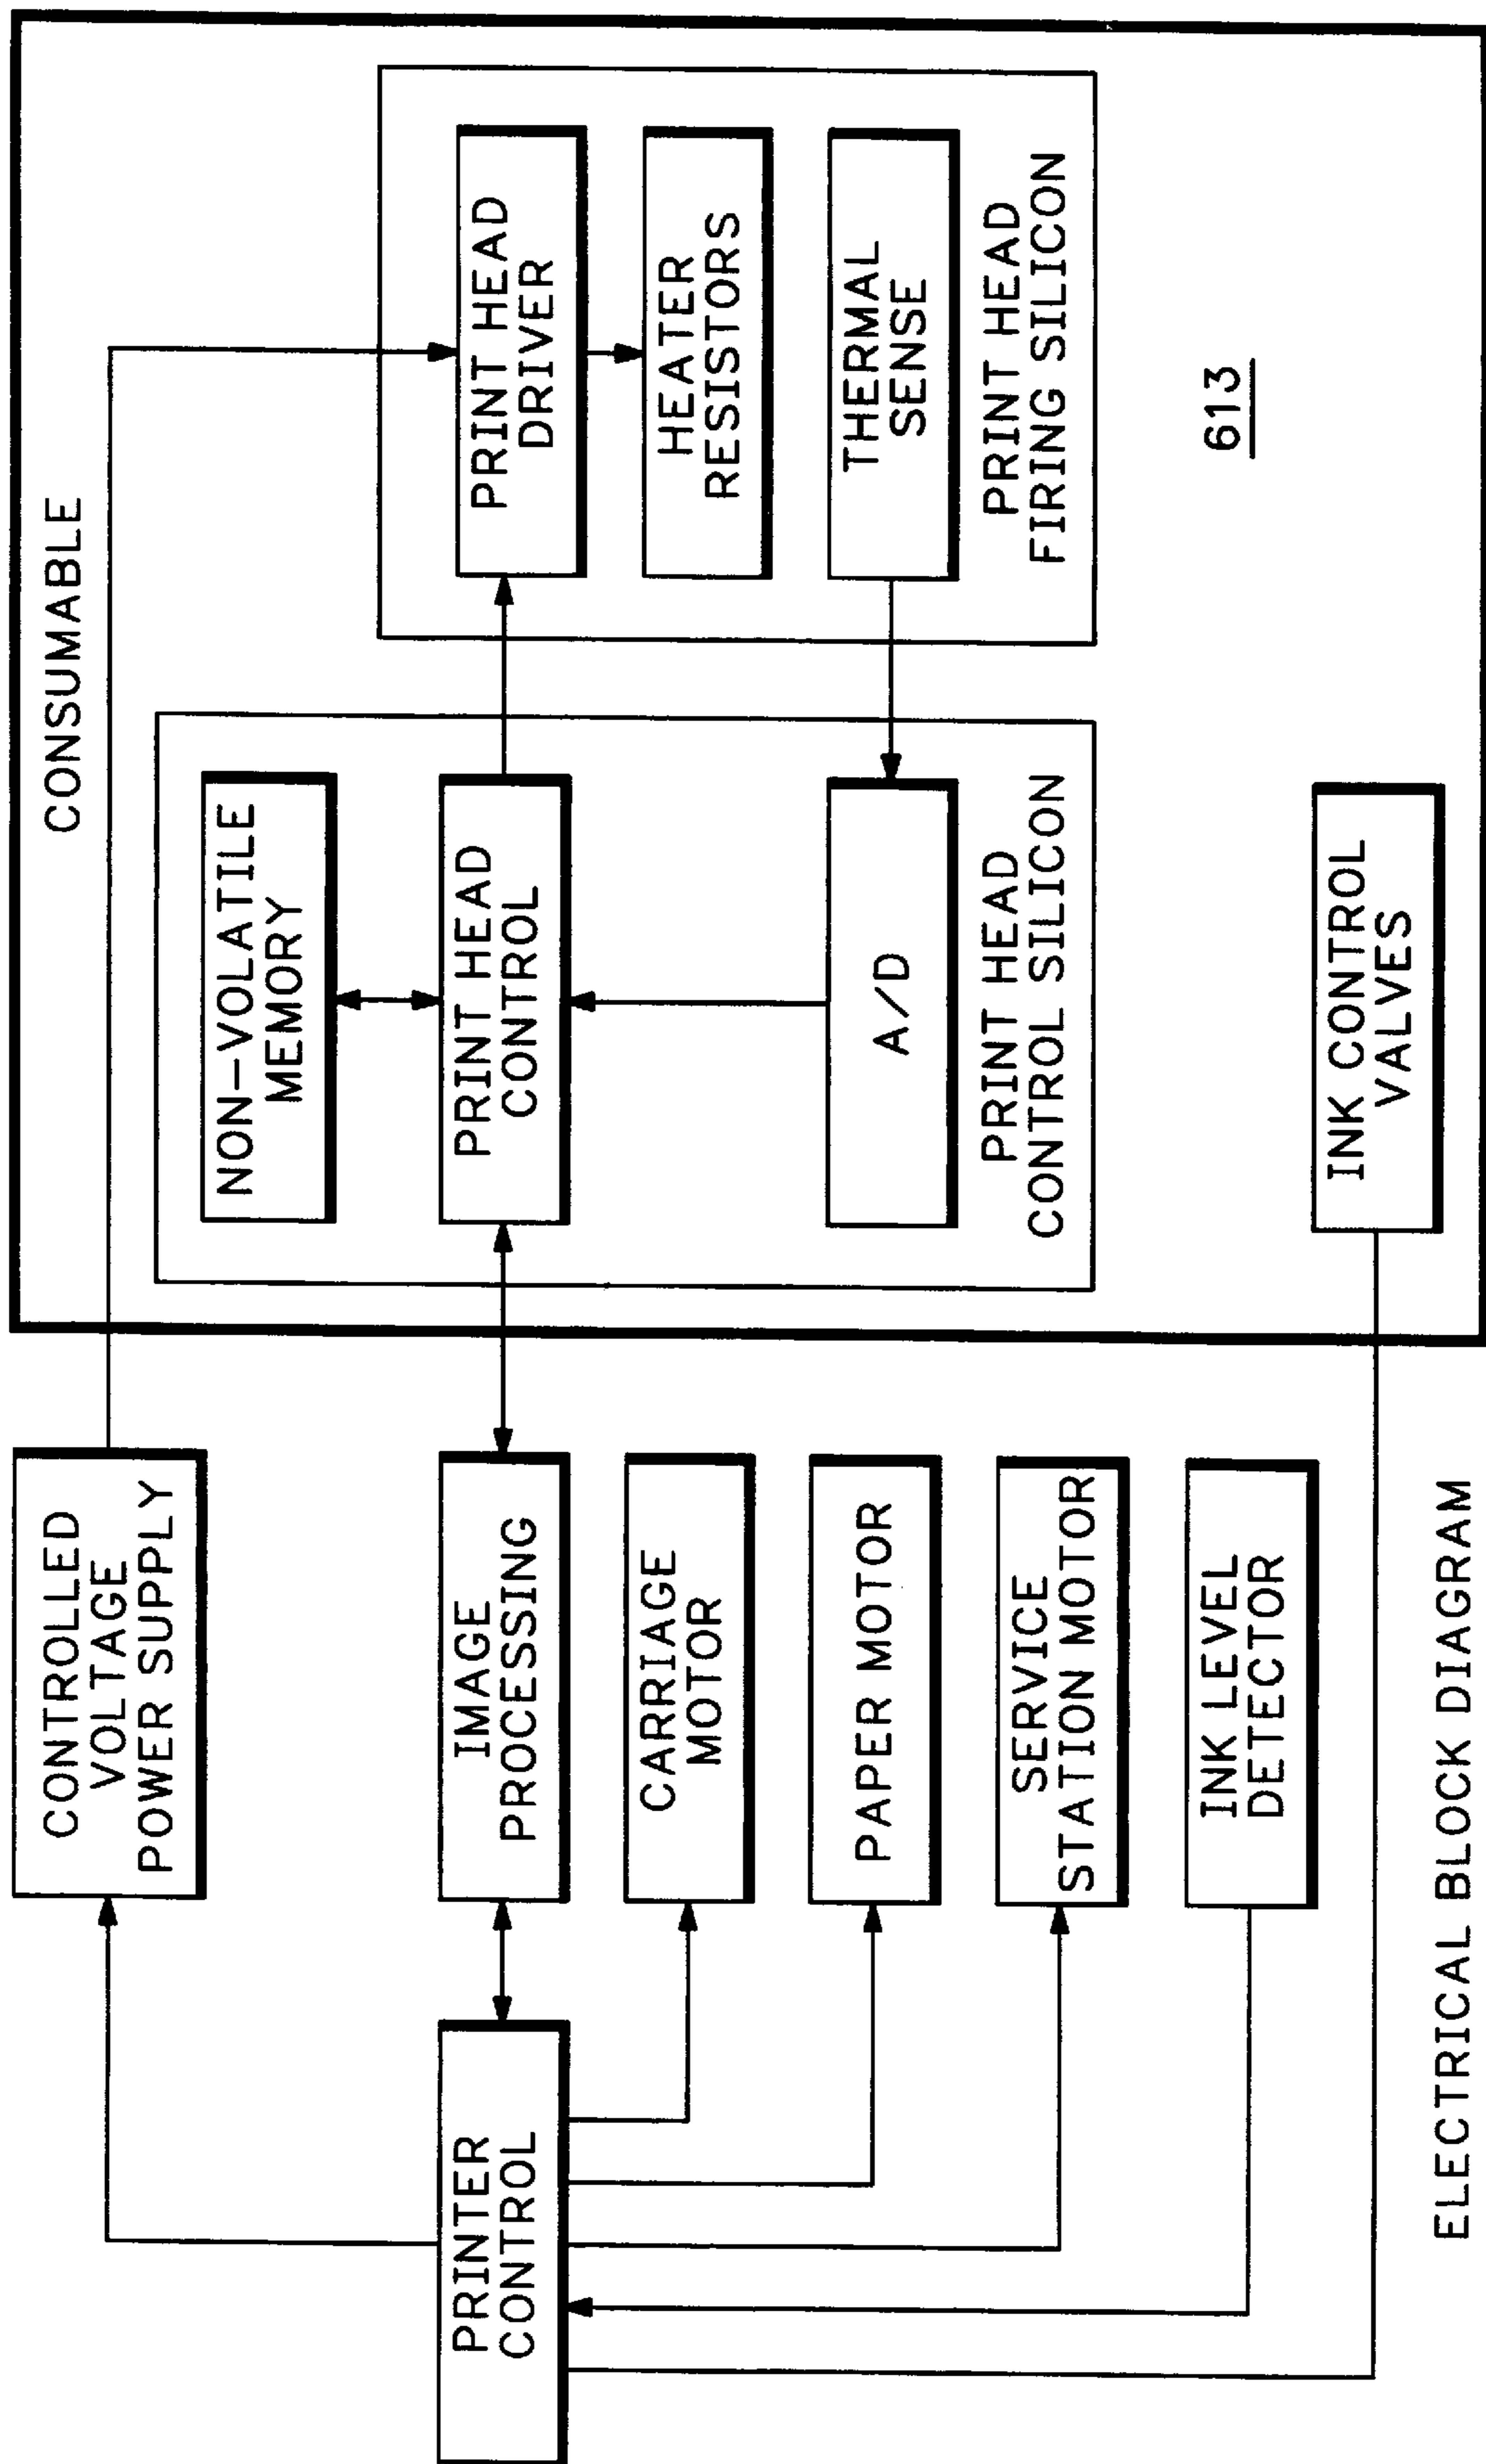 CONSUMABLE
CONTROLLED
VOLTAGE
POWER SUPPLY
NON-VOLATILE
MEMORY
PRINTER
CONTROL
IMAGE
PROCESSING
PRINT HEAD
CONTROL
PRINT HEAD
DRIVER
CARRIAGE
MOTOR
HEATER
RESISTORS
PAPER MOTOR
A/D
THERMAL
SENSE
SERVICE
STATION MOTOR
PRINT HEAD
CONTROL SILICON
PRINT HEAD
FIRING SILICON
INK LEVEL
DETECTOR
613
INK CONTROL
VALVES
ELECTRICAL BLOCK DIAGRAM